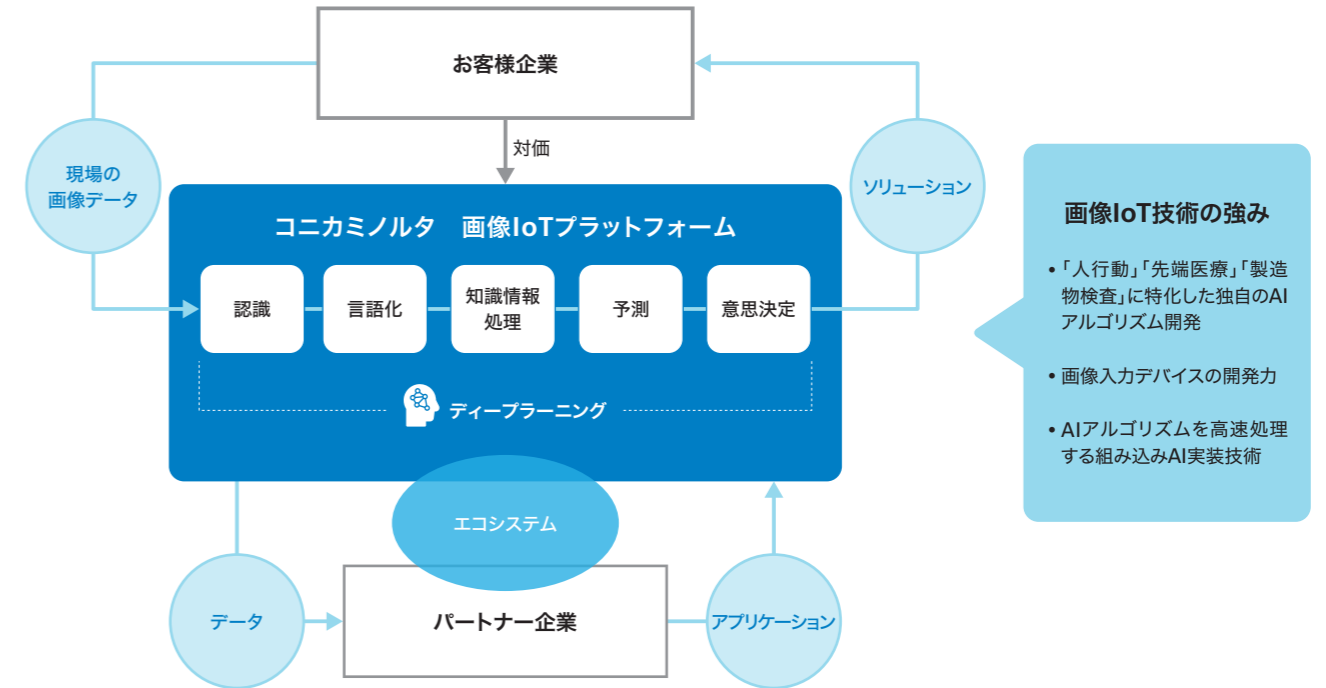 お客様企業
対価
現場の
画像データ
ソリューション
コニカミノルタ　画像IoTプラットフォーム
認識
言語化
知識情報
処理
予測
意思決定
ディープラーニング
エコシステム
データ
パートナー企業
アプリケーション
画像IoT技術の強み
•「人行動」「先端医療」「製造
物検査」に特化した独自のAI
アルゴリズム開発
• 画像入力デバイスの開発力
• AIアルゴリズムを高速処理
する組み込みAI実装技術